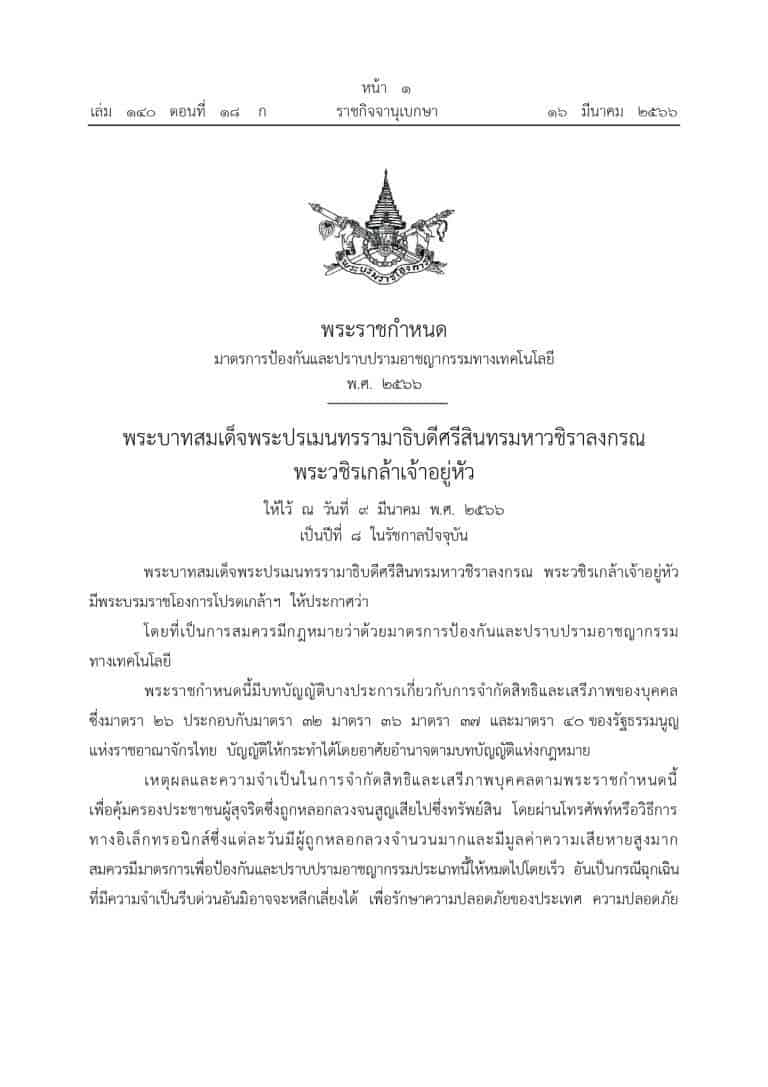 หน้า ๑
เล่ม ๑๔๐ ตอนที่ ๑๘ ก ราชกิจจานุเบกษา ๑๖ มีนาคม ๒๕๖๖
พระบรมราชโองการ
พระราชกำหนด
มาตรการป้องกันและปราบปรามอาชญากรรมทางเทคโนโลยี
พ.ศ. ๒๕๖๖
พระบาทสมเด็จพระปรเมนทรรามาธิบดีศรีสินทรมหาวชิราลงกรณ
พระวชิรเกล้าเจ้าอยู่หัว
ให้ไว้ ณ วันที่ ๙ มีนาคม พ.ศ. ๒๕๖๖
เป็นปีที่ ๘ ในรัชกาลปัจจุบัน
พระบาทสมเด็จพระปรเมนทรรามาธิบดีศรีสินทรมหาวชิราลงกรณ พระวชิรเกล้าเจ้าอยู่หัว
มีพระบรมราชโองการโปรดเกล้าฯ ให้ประกาศว่า
โดยที่เป็นการสมควรมีกฎหมายว่าด้วยมาตรการป้องกันและปราบปรามอาชญากรรม
ทางเทคโนโลยี
พระราชกำหนดนี้มีบทบัญญัติบางประการเกี่ยวกับการจำกัดสิทธิและเสรีภาพของบุคคล
ซึ่งมาตรา ๒๖ ประกอบกับมาตรา ๓๒ มาตรา ๓๖ มาตรา ๓๗ และมาตรา ๔๐ ของรัฐธรรมนูญ
แห่งราชอาณาจักรไทย บัญญัติให้กระทำได้โดยอาศัยอำนาจตามบทบัญญัติแห่งกฎหมาย
เหตุผลและความจำเป็นในการจำกัดสิทธิและเสรีภาพบุคคลตามพระราชกำหนดนี้
เพื่อคุ้มครองประชาชนผู้สุจริตซึ่งถูกหลอกลวงจนสูญเสียไปซึ่งทรัพย์สิน โดยผ่านโทรศัพท์หรือวิธีการ
ทางอิเล็กทรอนิกส์ซึ่งแต่ละวันมีผู้ถูกหลอกลวงจำนวนมากและมีมูลค่าความเสียหายสูงมาก
สมควรมีมาตรการเพื่อป้องกันและปราบปรามอาชญากรรมประเภทนี้ให้หมดไปโดยเร็ว อันเป็นกรณีฉุกเฉิน
ที่มีความจำเป็นรีบด่วนอันมิอาจจะหลีกเลี่ยงได้ เพื่อรักษาความปลอดภัยของประเทศ ความปลอดภัย